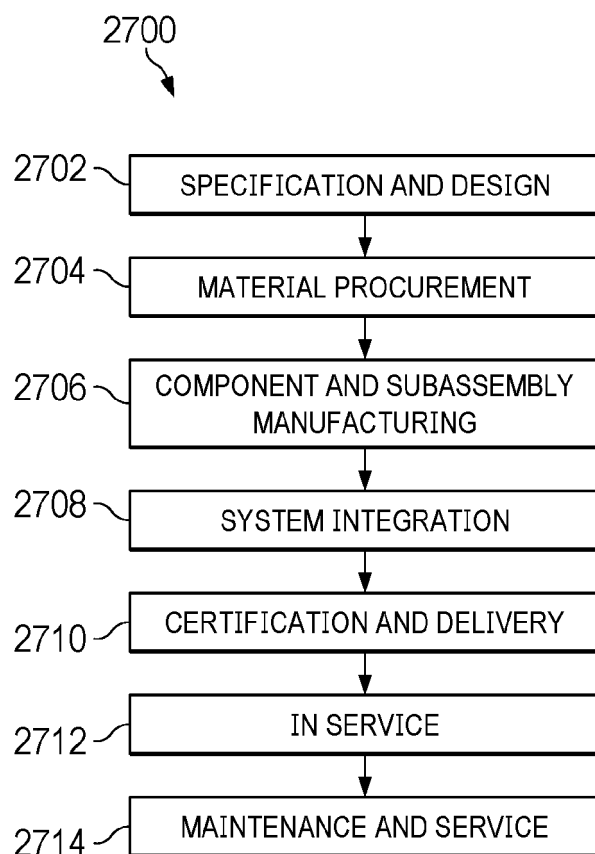 2700
2702
SPECIFICATION AND DESIGN
2704
MATERIAL PROCUREMENT
2706
COMPONENT AND SUBASSEMBLY
MANUFACTURING
2708
SYSTEM INTEGRATION
2710
CERTIFICATION AND DELIVERY
2712
IN SERVICE
2714
MAINTENANCE AND SERVICE